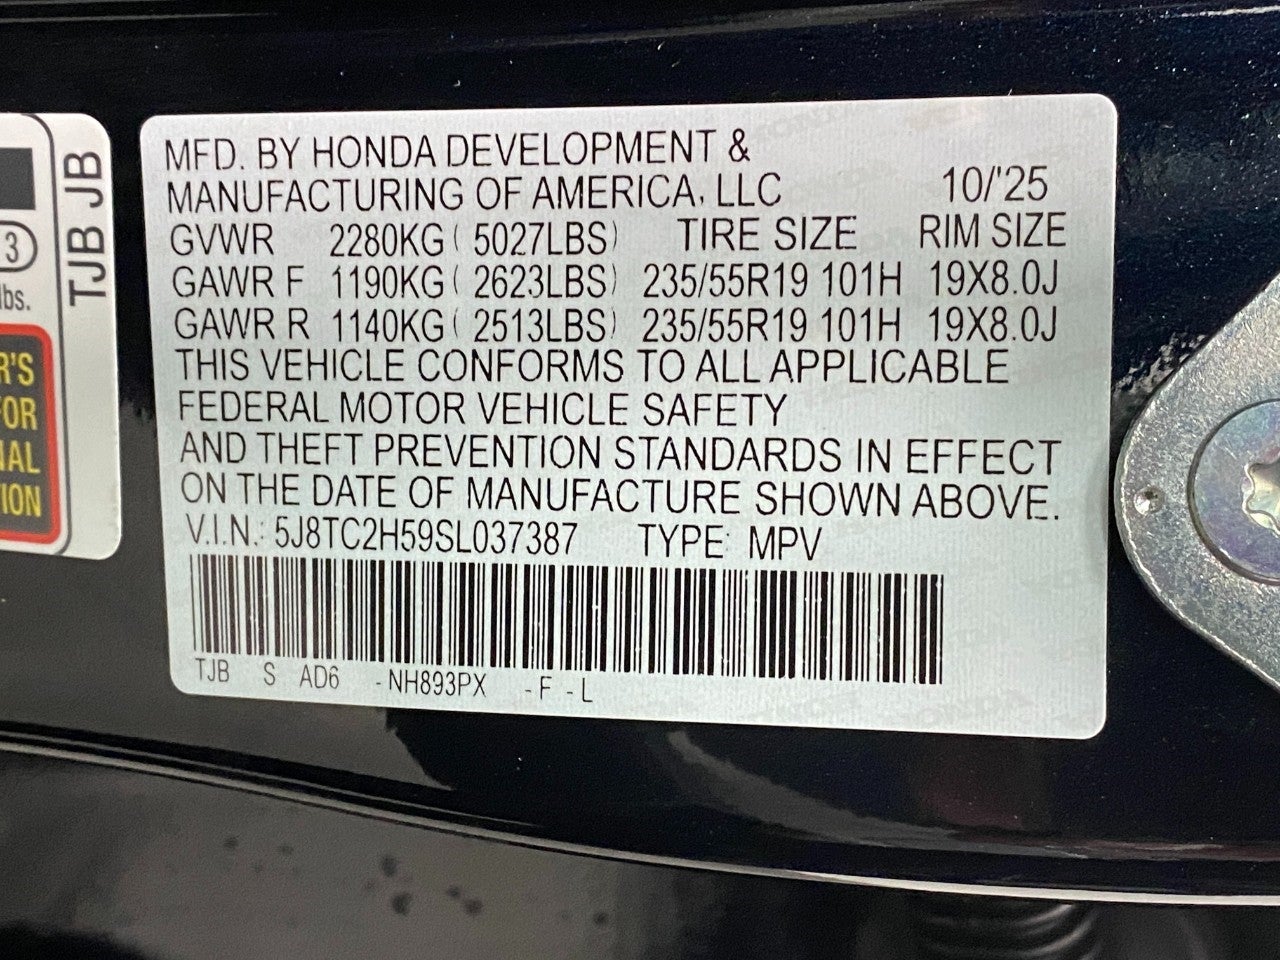 MFD. BY HONDA DEVELOPMENT &
MANUFACTURING OF AMERICA, LLC 10/'25
GVWR 2280KG ( 5027LBS) TIRE SIZE RIM SIZE
GAWR F 1190KG ( 2623LBS) 235/55R19 101H 19X8.0J
GAWR R 1140KG ( 2513LBS) 235/55R19 101H 19X8.0J
THIS VEHICLE CONFORMS TO ALL APPLICABLE
FEDERAL MOTOR VEHICLE SAFETY
AND THEFT PREVENTION STANDARDS IN EFFECT
ON THE DATE OF MANUFACTURE SHOWN ABOVE.
V.I.N.: 5J8TC2H59SL037387 TYPE: MPV
TJB S AD6 -NH893PX -F -L
TJB JB
3
lbs.
R'S
FOR